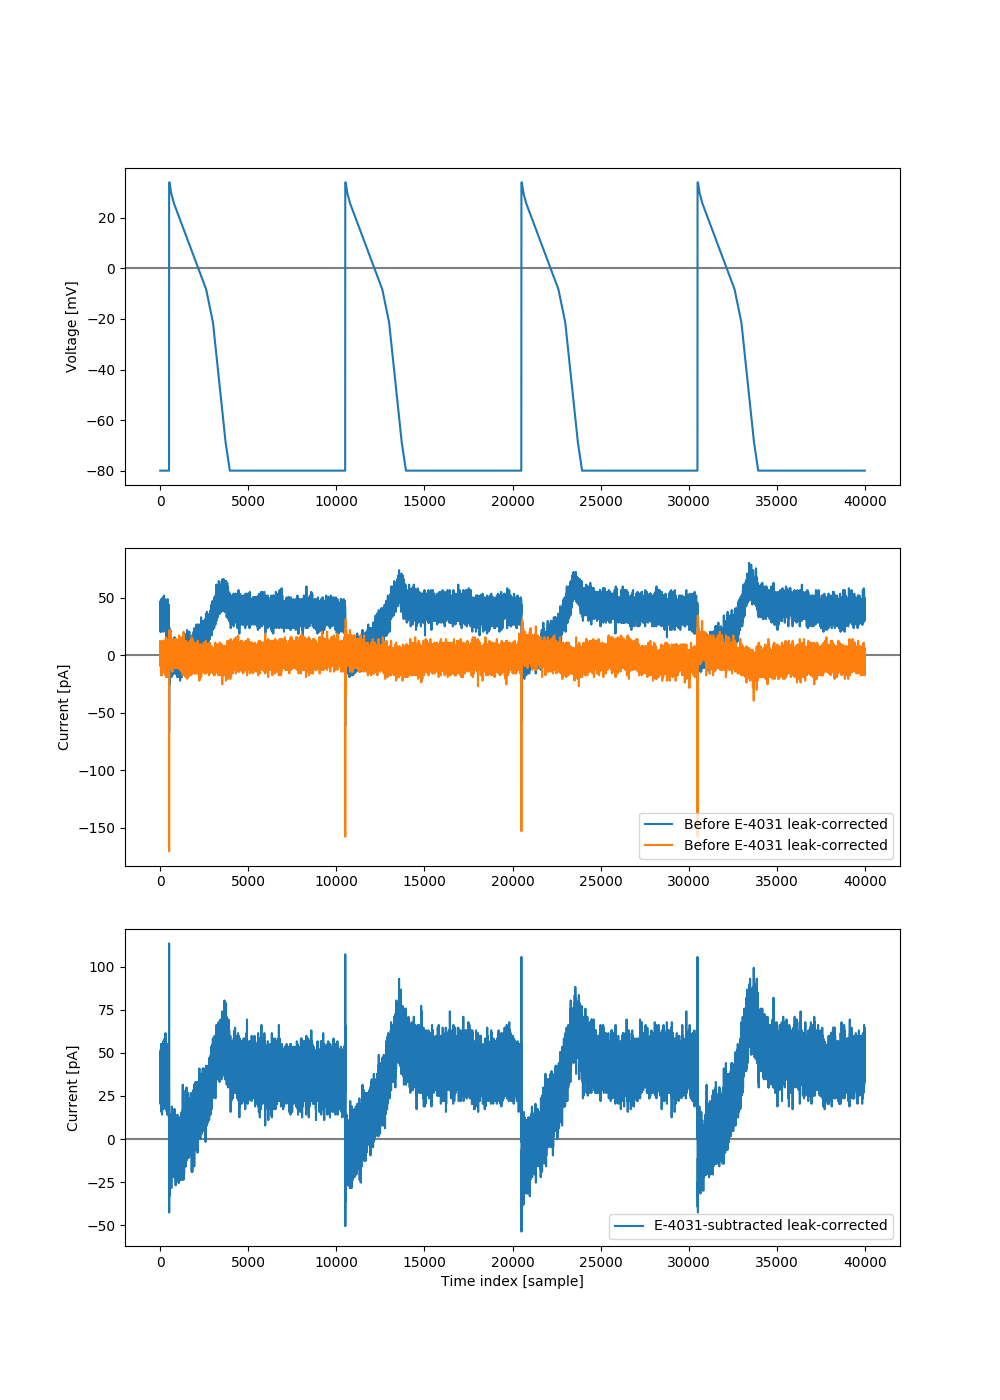 20
0
−20
−40
−60
−80
Voltage [mV]
0 5000 10000 15000 20000 25000 30000 35000 40000
50
0
−50
−100
−150
Current [pA]
Before E-4031 leak-corrected
Before E-4031 leak-corrected
0 5000 10000 15000 20000 25000 30000 35000 40000
100
75
50
25
0
−25
−50
Current [pA]
E-4031-subtracted leak-corrected
0 5000 10000 15000 20000 25000 30000 35000 40000
Time index [sample]